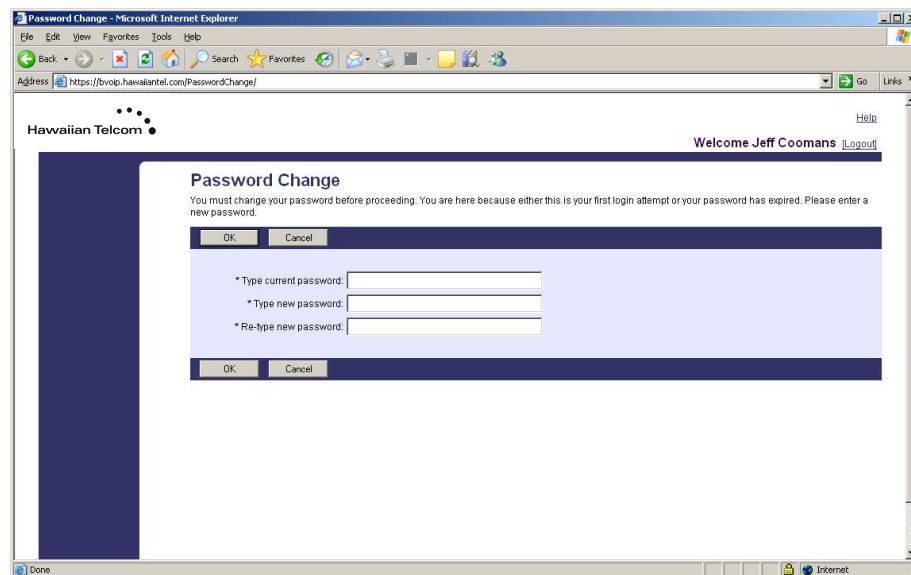 Password Change - Microsoft Internet Explorer
File Edit View Favorites Tools Help
Back Search Favorites
Address https://bvoip.hawaiiantel.com/PasswordChange/ Go Links
Hawaiian Telcom
Help
Welcome Jeff Coomans [Logout]
Password Change
You must change your password before proceeding. You are here because either this is your first login attempt or your password has expired. Please enter a
new password.
OK Cancel
* Type current password:
* Type new password:
* Re-type new password:
OK Cancel
Done Internet